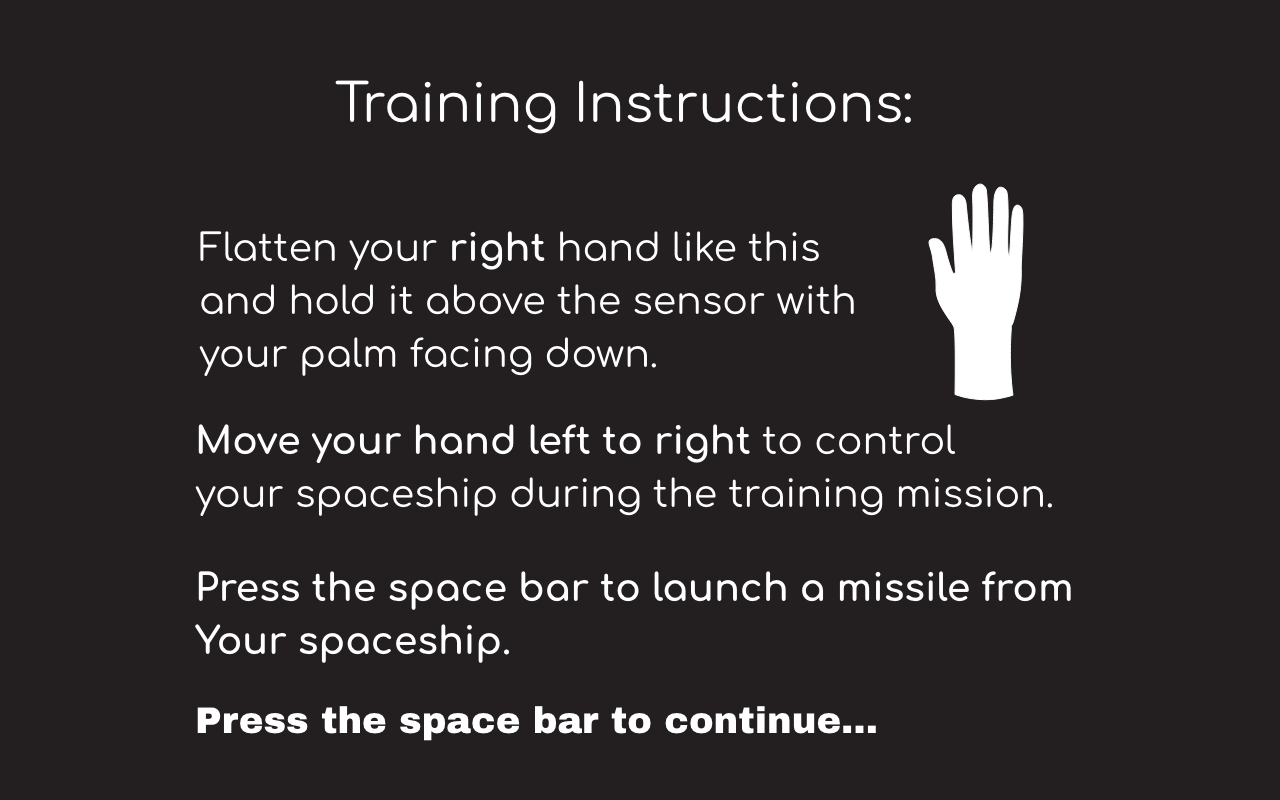 Training Instructions:
Flatten your right hand like this
and hold it above the sensor with
your palm facing down.
Move your hand left to right to control
your spaceship during the training mission.
Press the space bar to launch a missile from
Your spaceship.
Press the space bar to continue...